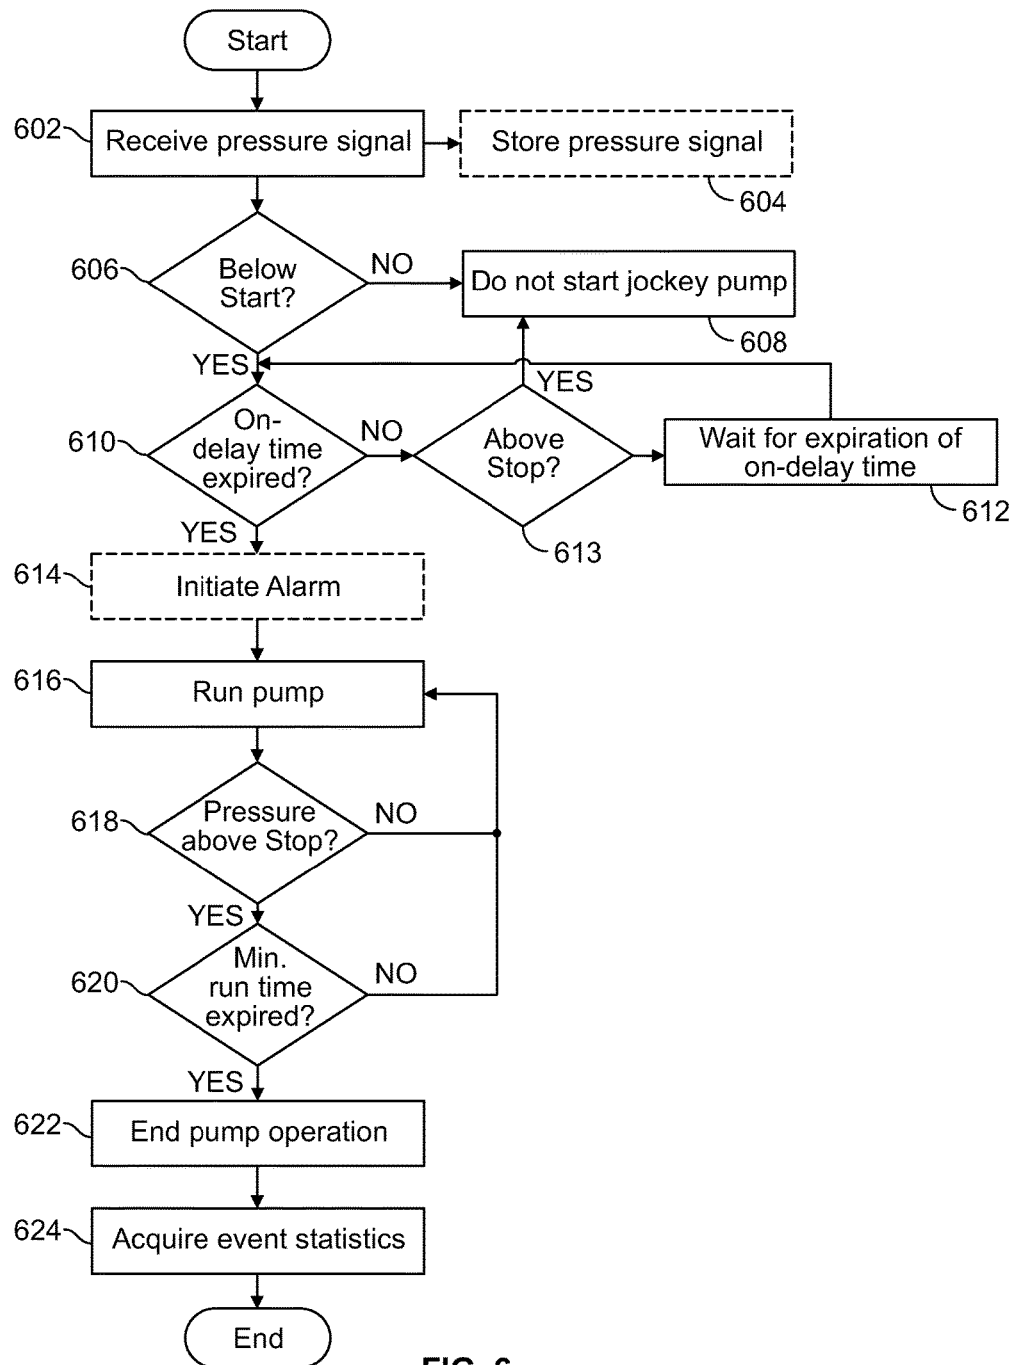 Start
602
Receive pressure signal
Store pressure signal
604
606
Below
Start?
NO
Do not start jockey pump
608
YES
610
On-
delay time
expired?
NO
YES
Above
Stop?
613
Wait for expiration of
on-delay time
612
YES
614
Initiate Alarm
616
Run pump
618
Pressure
above Stop?
NO
YES
620
Min.
run time
expired?
NO
YES
622
End pump operation
624
Acquire event statistics
End
FIG. 6